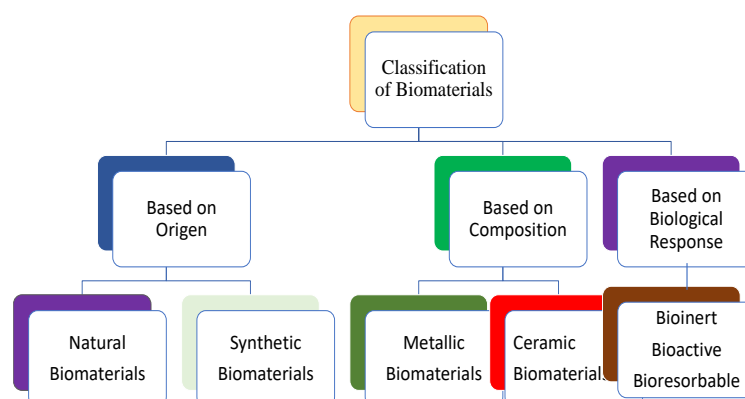 Classification
of Biomaterials
Based on
Origen
Based on
Composition
Based on
Biological
Response
Natural
Biomaterials
Synthetic
Biomaterials
Metallic
Biomaterials
Ceramic
Biomaterials
Bioinert
Bioactive
Bioresorbable